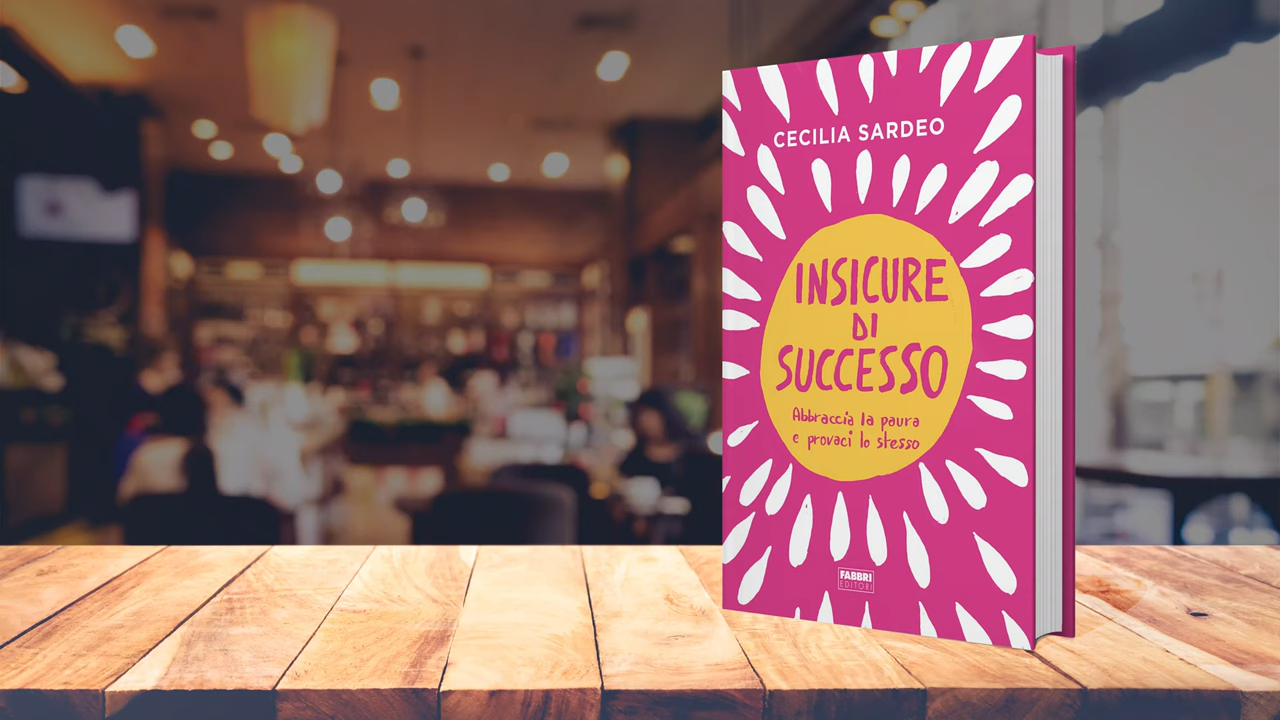 CECILIA SARDEO
INSICURE
DI
SUCCESSO
Abbraccia la paura
e provaci lo stesso
FABBRI
EDITORI